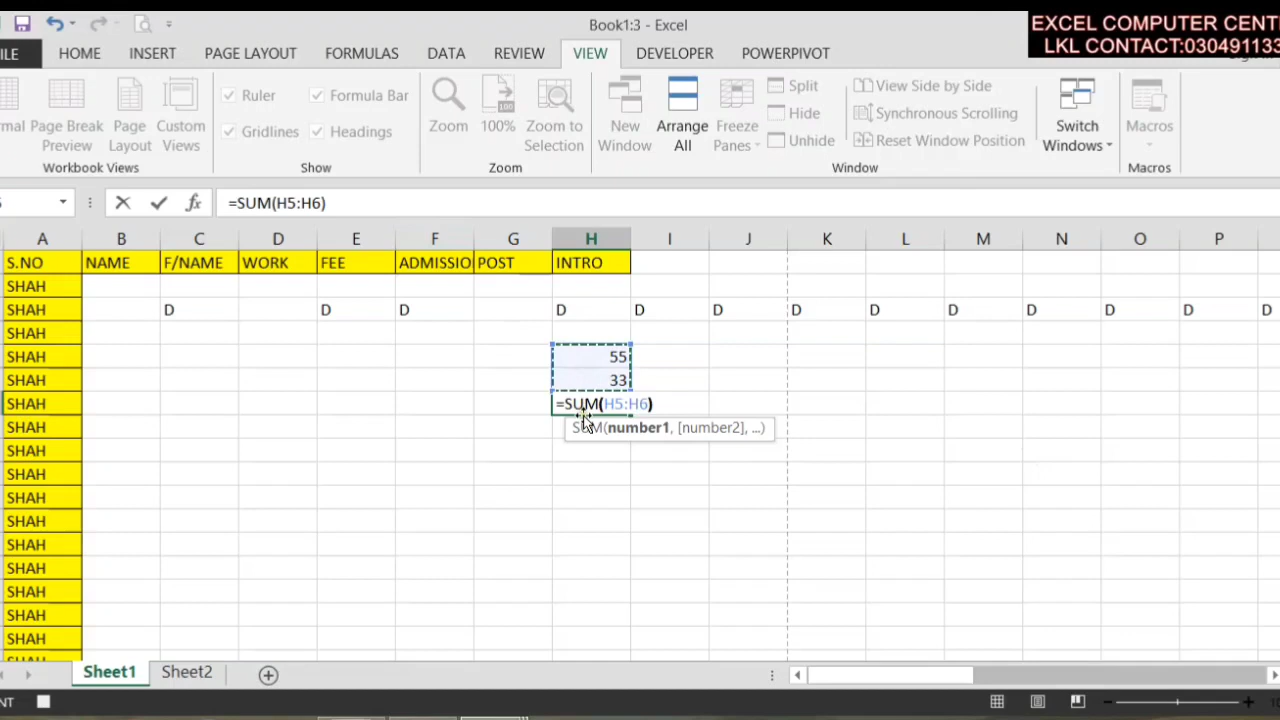 Book1:3 - Excel
EXCEL COMPUTER CENT
LKL CONTACT:030491133
HOME INSERT PAGE LAYOUT FORMULAS DATA REVIEW VIEW DEVELOPER POWERPIVOT
Page Break Preview
Page Layout
Custom Views
Workbook Views
Ruler
Formula Bar
Gridlines
Headings
Show
Zoom
100%
Zoom to Selection
Zoom
New Window
Arrange All
Freeze Panes
Split
Hide
Unhide
View Side by Side
Synchronous Scrolling
Reset Window Position
Window
Switch Windows
Macros
Macros
fx =SUM(H5:H6)
A B C D E F G H I J K L M N O P
S.NO NAME F/NAME WORK FEE ADMISSIO POST INTRO
SHAH
SHAH D D D D D D D D D D D D
SHAH
SHAH 55
SHAH 33
SHAH =SUM(H5:H6)
SHAH SUM(number1, [number2], ...)
SHAH
SHAH
SHAH
SHAH
SHAH
SHAH
SHAH
SHAH
SHAH
Sheet1 Sheet2